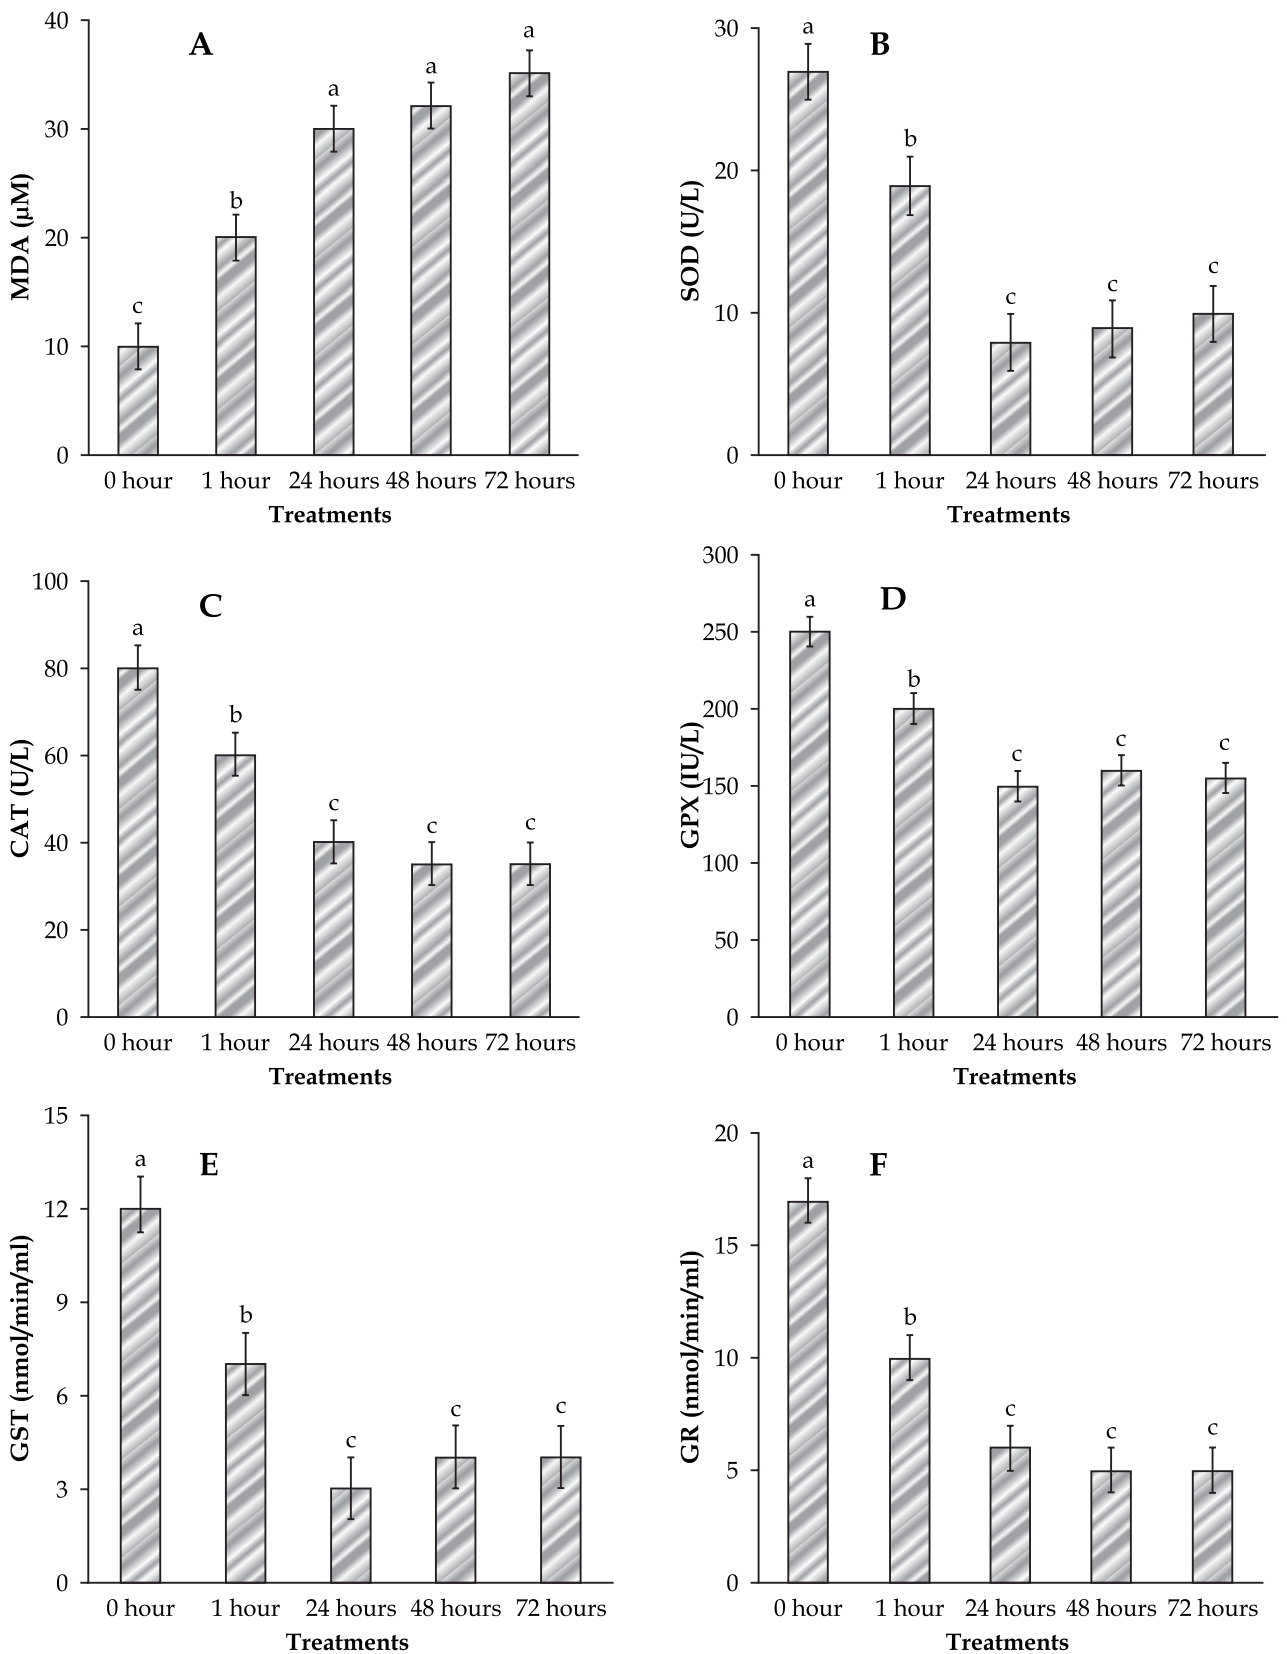 A
MDA (µM)
40
30
20
10
0
a
a
a
b
c
0 hour 1 hour 24 hours 48 hours 72 hours
Treatments
B
SOD (U/L)
30
20
10
0
a
b
c
c
c
0 hour 1 hour 24 hours 48 hours 72 hours
Treatments
C
CAT (U/L)
100
80
60
40
20
0
a
b
c
c
c
0 hour 1 hour 24 hours 48 hours 72 hours
Treatments
D
GPX (IU/L)
300
250
200
150
100
50
0
a
b
c
c
c
0 hour 1 hour 24 hours 48 hours 72 hours
Treatments
E
GST (nmol/min/ml)
15
12
9
6
3
0
a
b
c
c
c
0 hour 1 hour 24 hours 48 hours 72 hours
Treatments
F
GR (nmol/min/ml)
20
15
10
5
0
a
b
c
c
c
0 hour 1 hour 24 hours 48 hours 72 hours
Treatments